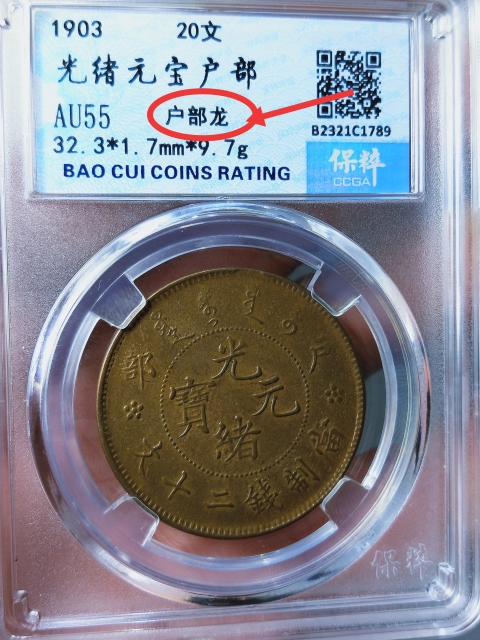 1903 20文
光绪元宝户部
AU55 户部龙
32.3*1.7mm*9.7g
B2321C1789
BAO CUI COINS RATING
保粹
CCGA
戶部
光緒元寶
當制錢二十文
保粹